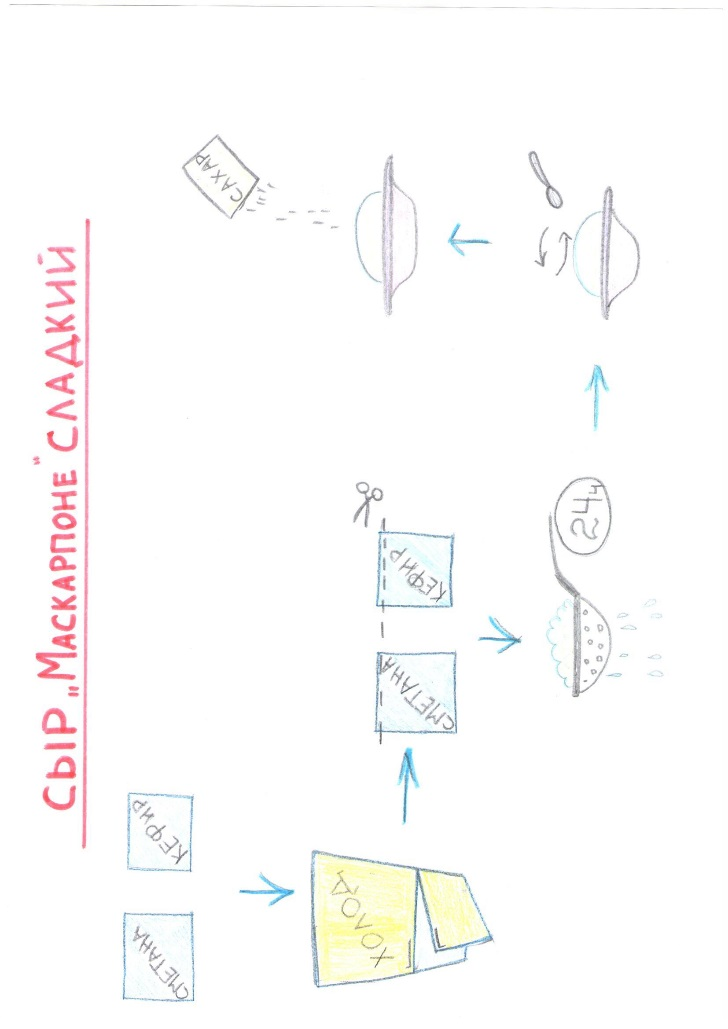 СЫР „Маскарпоне“ Сладкий
СМЕТАНА
КЕФИР
ХОЛОД
СМЕТАНА
КЕФИР
24ч
САХАР